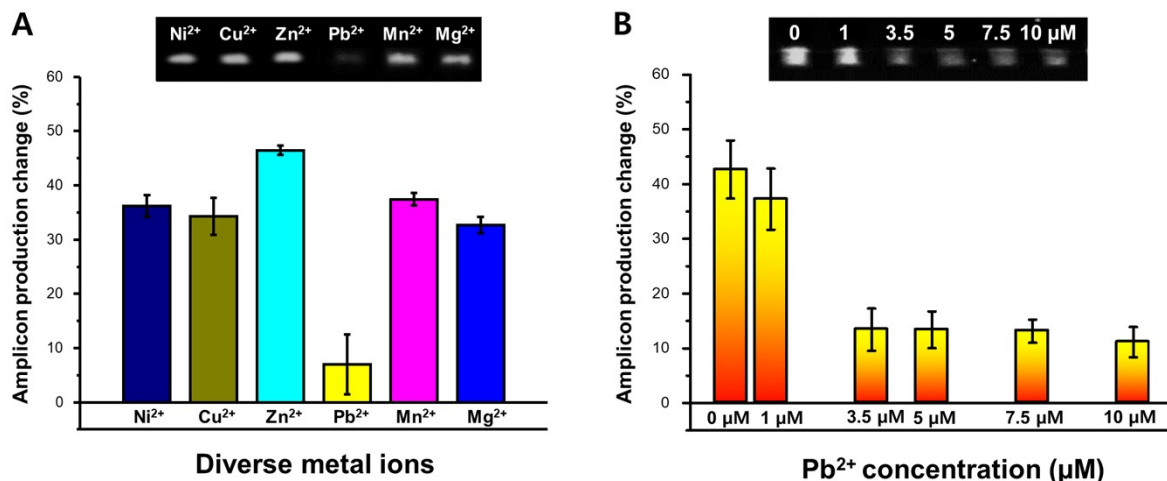 A
Ni²⁺ Cu²⁺ Zn²⁺ Pb²⁺ Mn²⁺ Mg²⁺
Amplicon production change (%)
60
50
40
30
20
10
0
Ni²⁺ Cu²⁺ Zn²⁺ Pb²⁺ Mn²⁺ Mg²⁺
Diverse metal ions
B
0 1 3.5 5 7.5 10 µM
Amplicon production change (%)
60
50
40
30
20
10
0
0 µM 1 µM 3.5 µM 5 µM 7.5 µM 10 µM
Pb²⁺ concentration (µM)